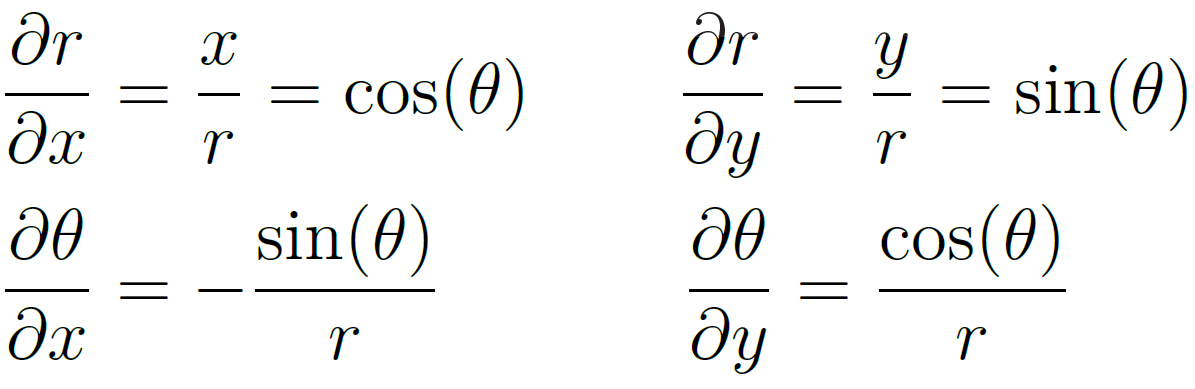 ∂r/∂x = x/r = cos(θ) ∂r/∂y = y/r = sin(θ)
∂θ/∂x = −sin(θ)/r ∂θ/∂y = cos(θ)/r